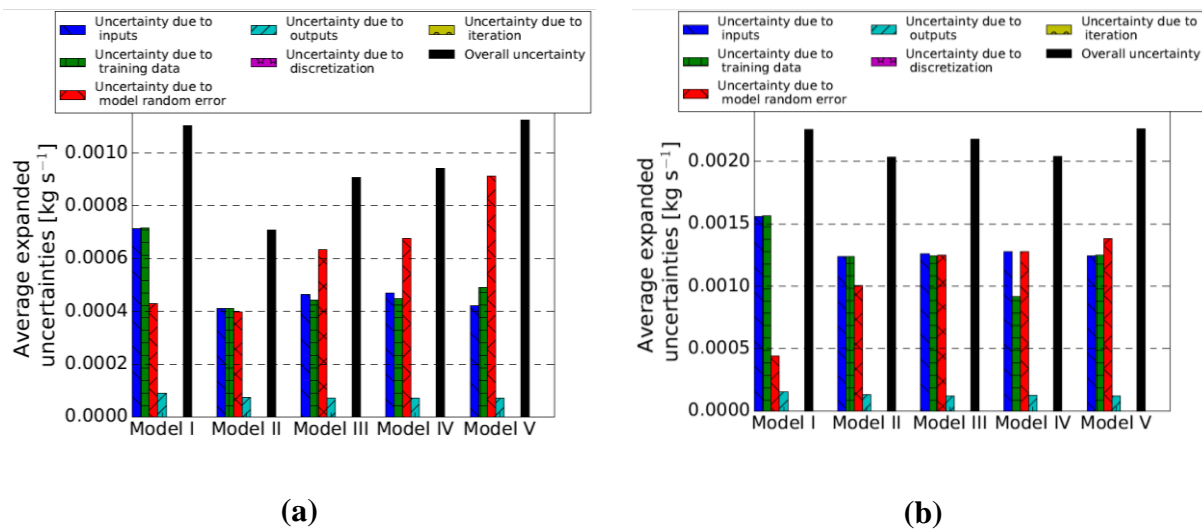 Uncertainty due to
inputs
Uncertainty due to
training data
Uncertainty due to
model random error
Uncertainty due to
outputs
Uncertainty due to
discretization
Uncertainty due to
iteration
Overall uncertainty
Average expanded
uncertainties [kg s⁻¹]
0.0010
0.0008
0.0006
0.0004
0.0002
0.0000
Model I Model II Model III Model IV Model V
(a)
Uncertainty due to
inputs
Uncertainty due to
training data
Uncertainty due to
model random error
Uncertainty due to
outputs
Uncertainty due to
discretization
Uncertainty due to
iteration
Overall uncertainty
Average expanded
uncertainties [kg s⁻¹]
0.0020
0.0015
0.0010
0.0005
0.0000
Model I Model II Model III Model IV Model V
(b)